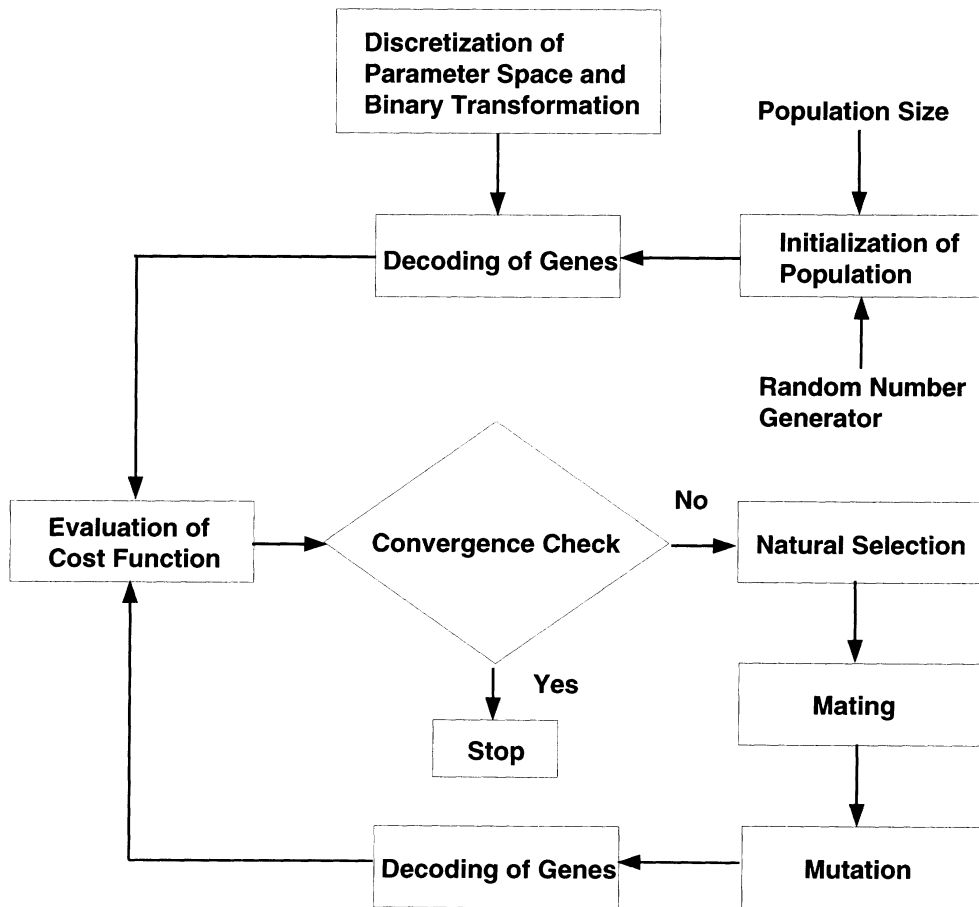 Discretization of
Parameter Space and
Binary Transformation
Population Size
Decoding of Genes
Initialization of
Population
Random Number
Generator
Evaluation of
Cost Function
Convergence Check
No
Natural Selection
Yes
Stop
Mating
Decoding of Genes
Mutation